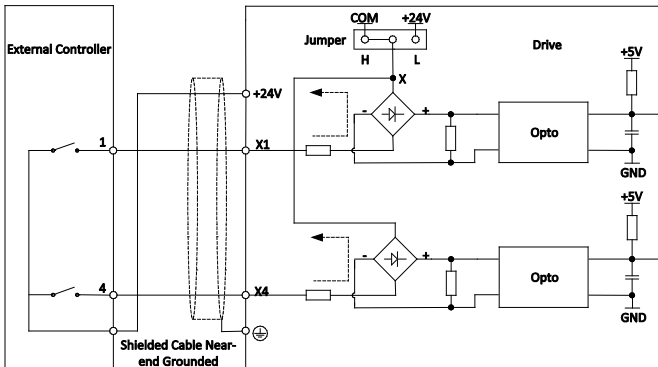 COM +24V
Jumper
H L
External Controller
Drive
+5V
X
+24V
- +
1 X1
Opto
GND
+5V
- +
4 X4
Opto
GND
Shielded Cable Near-
end Grounded